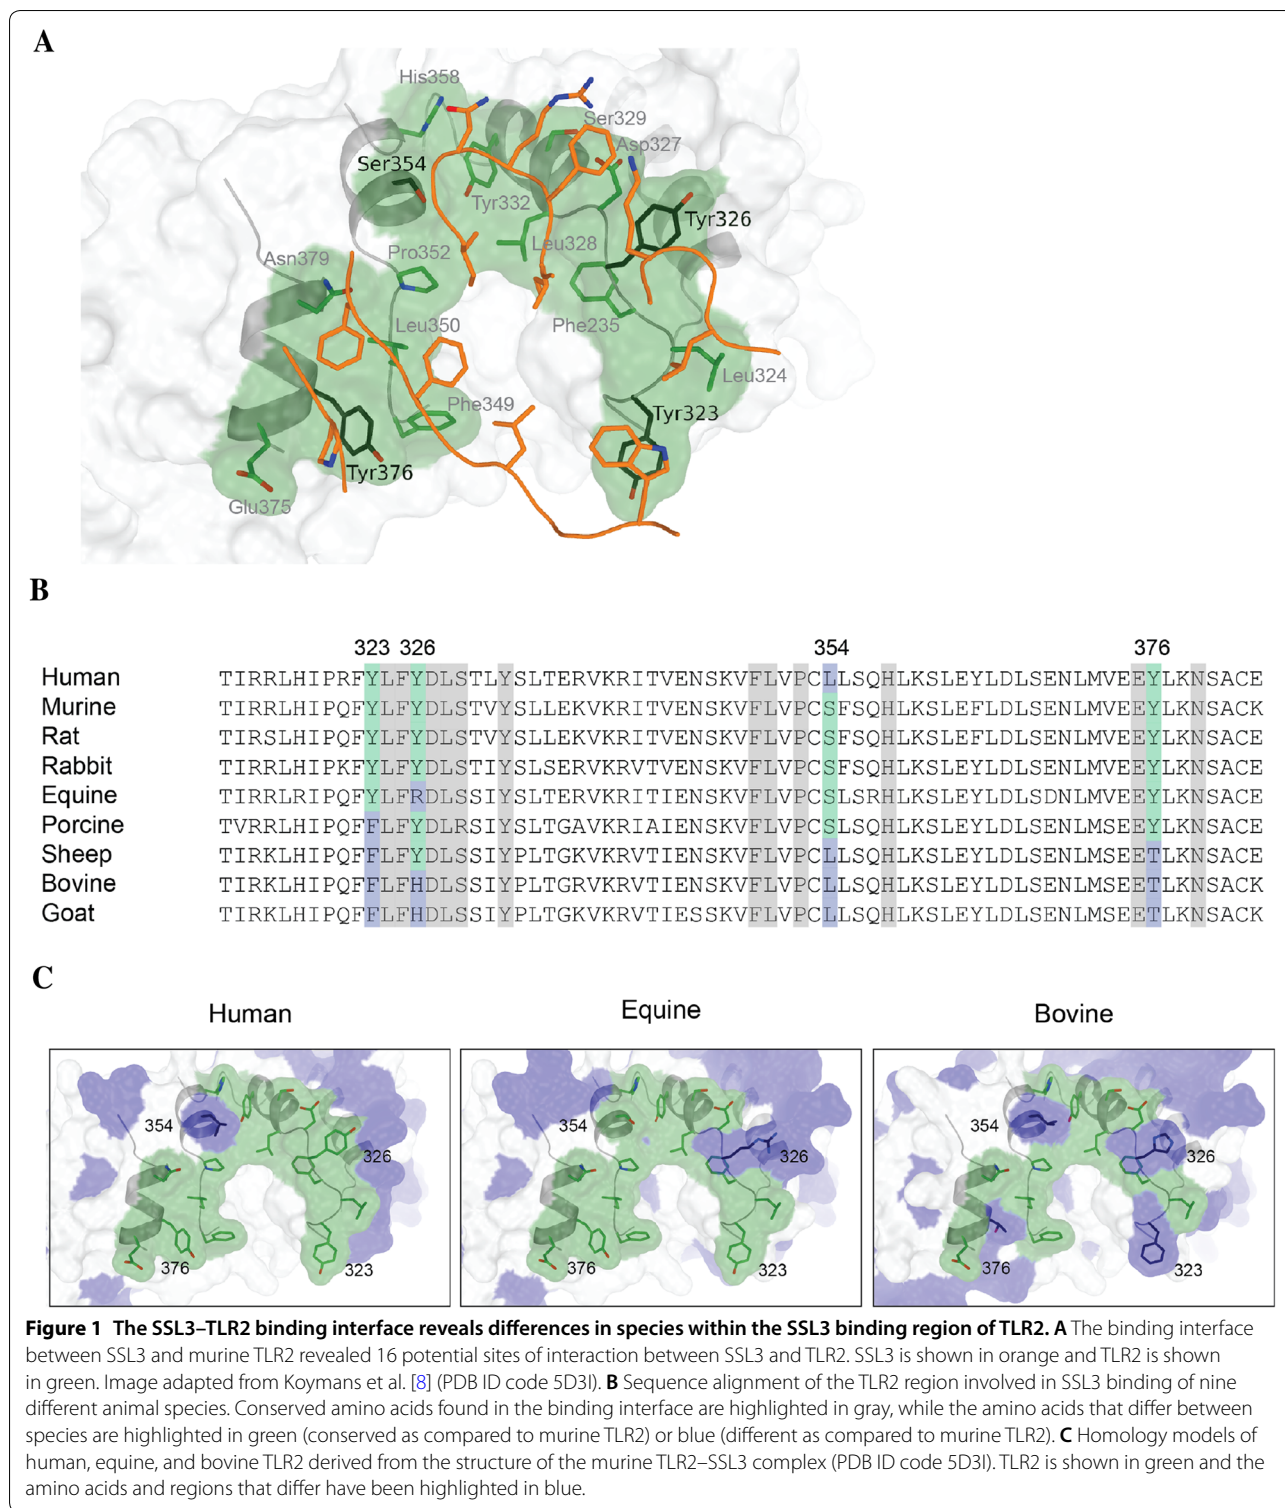 A
His358
Ser329
Asp327
Ser354
Tyr332
Tyr326
Leu328
Pro352
Asn379
Leu350
Phe235
Leu324
Phe349
Tyr323
Tyr376
Glu375
B
323 326 354 376
Human TIRRLHIPRFYLFYDLSTLYSLTERVKRITVENSKVFLVPCLLSQHLKSLEYLDLSENLMVEEYLKNSACE
Murine TIRRLHIPQFYLFYDLSTVYSLLEKVKRITVENSKVFLVPCSFSQHLKSLEFLDLSENLMVEEYLKNSACK
Rat TIRSLHIPQFYLFYDLSTVYSLLEKVKRITVENSKVFLVPCSFSQHLKSLEFLDLSENLMVEEYLKNSACE
Rabbit TIRRLHIPKFYLFYDLSTIYSLSERVKRVTVENSKVFLVPCSFSQHLKSLEYLDLSENLMVEEYLKNSACE
Equine TIRRLRIPQFYLFRDLSSIYSLTERVKRITIENSKVFLVPCSLSRHLKSLEYLDLSDNLMVEEYLKNSACE
Porcine TVRRLHIPQFFLFYDLRSIYSLTGAVKRIAIENSKVFLVPCSLSQHLKSLEYLDLSENLMSEEYLKNSACE
Sheep TIRKLHIPQFFLFYDLSSIYPLTGKVKRVTIENSKVFLVPCLLSQHLKSLEYLDLSENLMSEETLKNSACE
Bovine TIRKLHIPQFFLFHDLSSIYPLTGRVKRVTIENSKVFLVPCLLSQHLKSLEYLDLSENLMSEETLKNSACK
Goat TIRKLHIPQFFLFHDLSSIYPLTGKVKRVTIESSKVFLVPCLLSQHLKSLEYLDLSENLMSEETLKNSACK
C
Human Equine Bovine
354 326 376 323
354 326 376 323
354 326 376 323
Figure 1 The SSL3–TLR2 binding interface reveals differences in species within the SSL3 binding region of TLR2. A The binding interface
between SSL3 and murine TLR2 revealed 16 potential sites of interaction between SSL3 and TLR2. SSL3 is shown in orange and TLR2 is shown
in green. Image adapted from Koymans et al. [8] (PDB ID code 5D3I). B Sequence alignment of the TLR2 region involved in SSL3 binding of nine
different animal species. Conserved amino acids found in the binding interface are highlighted in gray, while the amino acids that differ between
species are highlighted in green (conserved as compared to murine TLR2) or blue (different as compared to murine TLR2). C Homology models of
human, equine, and bovine TLR2 derived from the structure of the murine TLR2–SSL3 complex (PDB ID code 5D3I). TLR2 is shown in green and the
amino acids and regions that differ have been highlighted in blue.